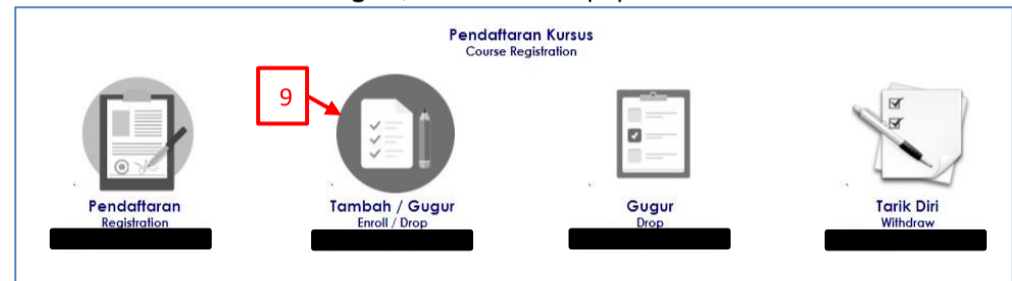 Pendaftaran Kursus
Course Registration
9
Pendaftaran
Registration
Tambah / Gugur
Enroll / Drop
Gugur
Drop
Tarik Diri
Withdraw